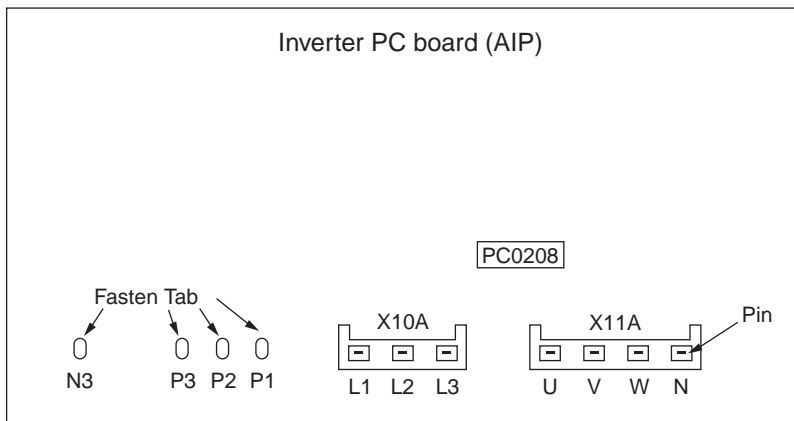 Inverter PC board (AIP)
PC0208
Fasten Tab
X10A
X11A
Pin
N3 P3 P2 P1 L1 L2 L3 U V W N